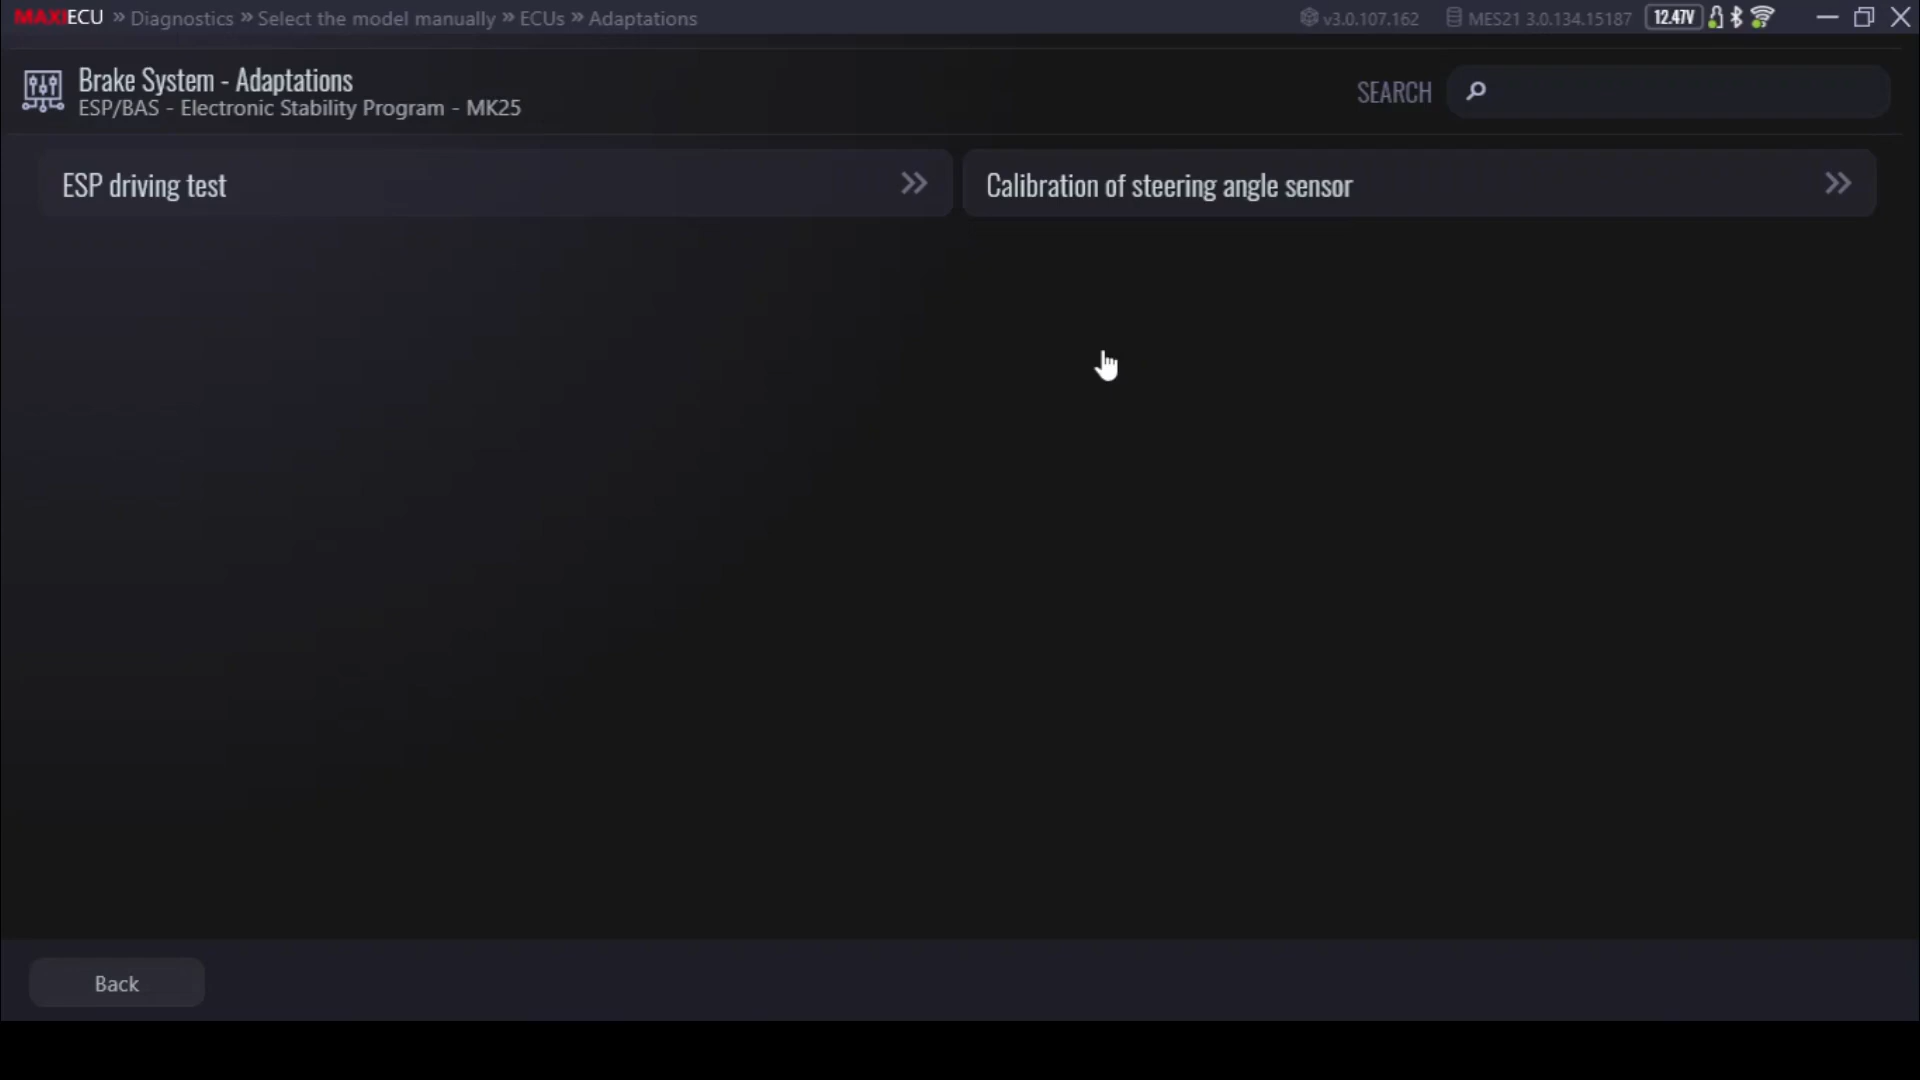 MAXIECU » Diagnostics » Select the model manually » ECUs » Adaptations
v3.0.107.162 MES21 3.0.134.15187 12.47V
Brake System - Adaptations
ESP/BAS - Electronic Stability Program - MK25
SEARCH
ESP driving test
Calibration of steering angle sensor
Back